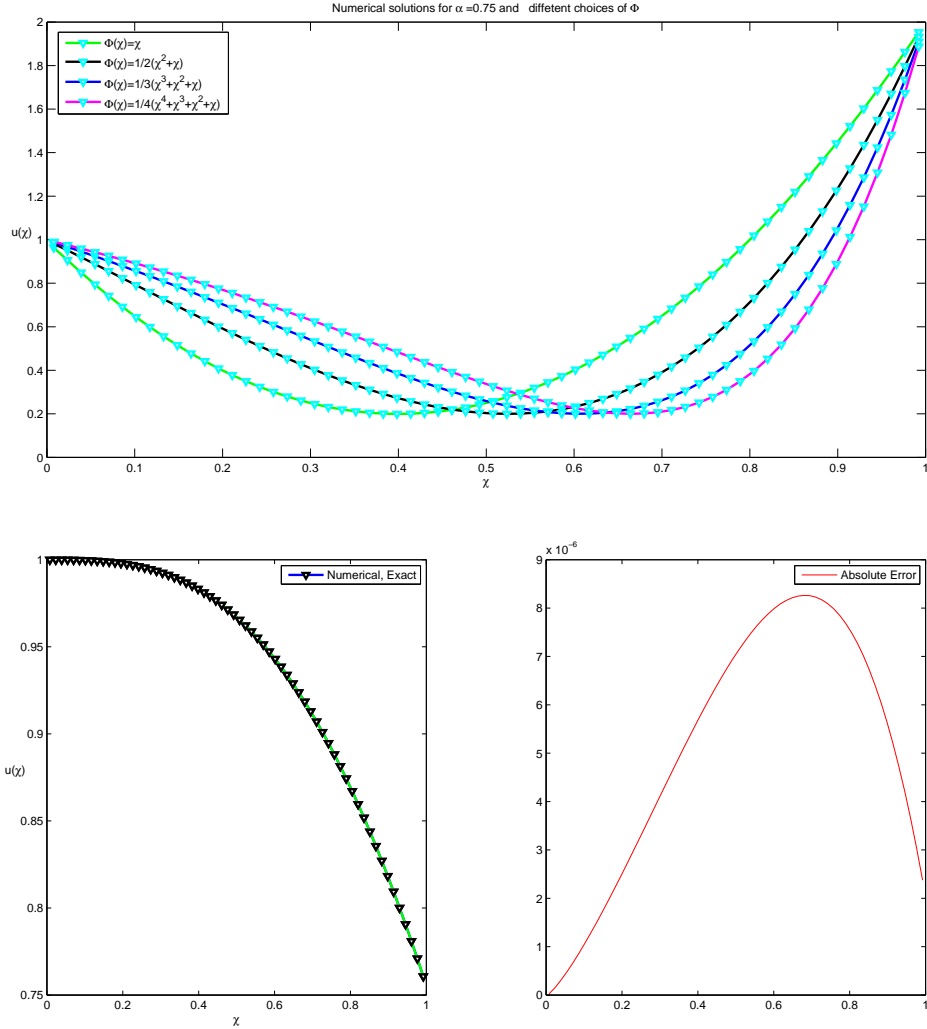 Numerical solutions for α =0.75 and diffetent choices of Φ
2
1.8
1.6
1.4
1.2
1
0.8
0.6
0.4
0.2
0
u(χ)
Φ(χ)=χ
Φ(χ)=1/2(χ²+χ)
Φ(χ)=1/3(χ³+χ²+χ)
Φ(χ)=1/4(χ⁴+χ³+χ²+χ)
0 0.1 0.2 0.3 0.4 0.5 0.6 0.7 0.8 0.9 1
χ
1
0.95
0.9
0.85
0.8
0.75
u(χ)
Numerical, Exact
0 0.2 0.4 0.6 0.8 1
χ
x 10⁻⁶
9
8
7
6
5
4
3
2
1
0
Absolute Error
0 0.2 0.4 0.6 0.8 1